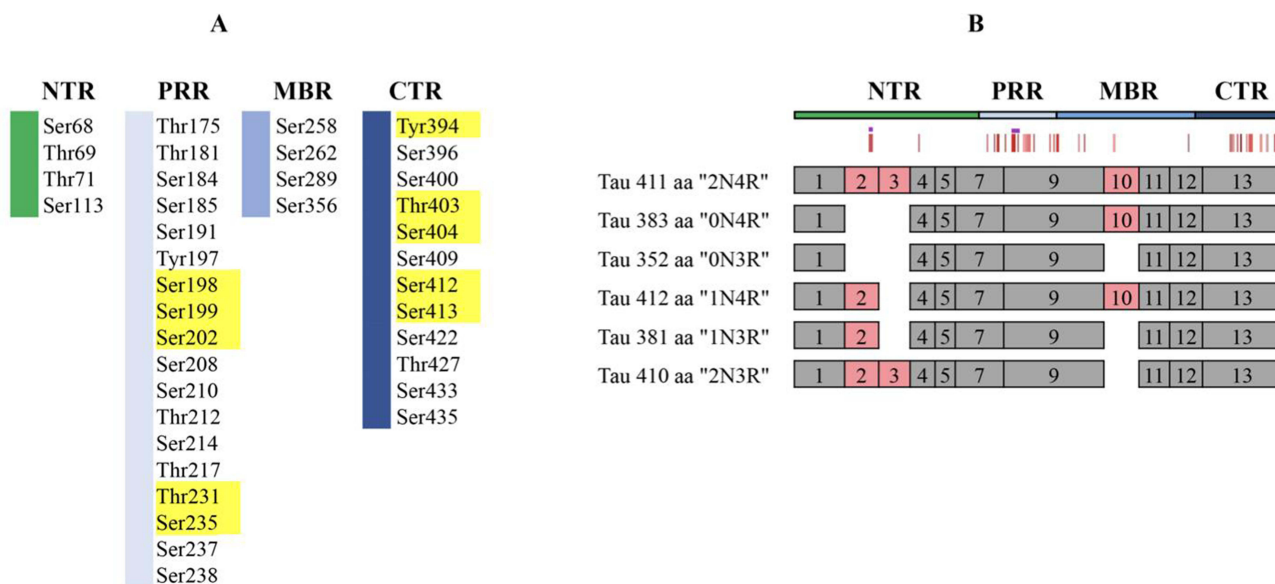 A
NTR
Ser68
Thr69
Thr71
Ser113
PRR
Thr175
Thr181
Ser184
Ser185
Ser191
Tyr197
Ser198
Ser199
Ser202
Ser208
Ser210
Thr212
Ser214
Thr217
Thr231
Ser235
Ser237
Ser238
MBR
Ser258
Ser262
Ser289
Ser356
CTR
Tyr394
Ser396
Ser400
Thr403
Ser404
Ser409
Ser412
Ser413
Ser422
Thr427
Ser433
Ser435
B
NTR PRR MBR CTR
Tau 411 aa "2N4R" 1 2 3 4 5 7 9 10 11 12 13
Tau 383 aa "0N4R" 1 4 5 7 9 10 11 12 13
Tau 352 aa "0N3R" 1 4 5 7 9 11 12 13
Tau 412 aa "1N4R" 1 2 4 5 7 9 10 11 12 13
Tau 381 aa "1N3R" 1 2 4 5 7 9 11 12 13
Tau 410 aa "2N3R" 1 2 3 4 5 7 9 11 12 13